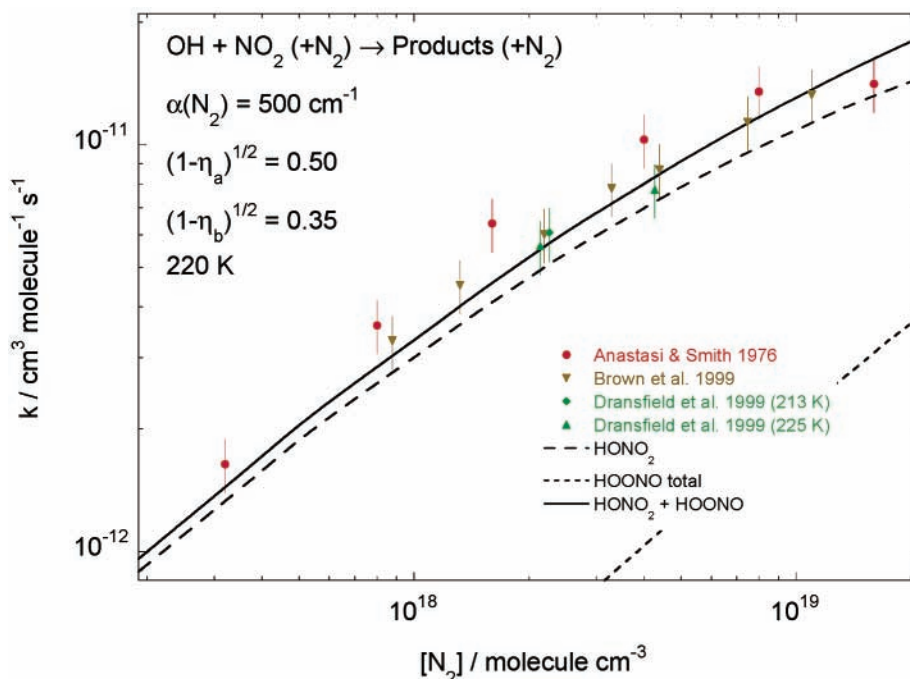 OH + NO₂ (+N₂) → Products (+N₂)
α(N₂) = 500 cm⁻¹
(1-ηₐ)^{1/2} = 0.50
(1-η_b)^{1/2} = 0.35
220 K
k / cm³ molecule⁻¹ s⁻¹
10⁻¹¹
10⁻¹²
Anastasi & Smith 1976
Brown et al. 1999
Dransfield et al. 1999 (213 K)
Dransfield et al. 1999 (225 K)
HONO₂
HOONO total
HONO₂ + HOONO
10¹⁸
10¹⁹
[N₂] / molecule cm⁻³